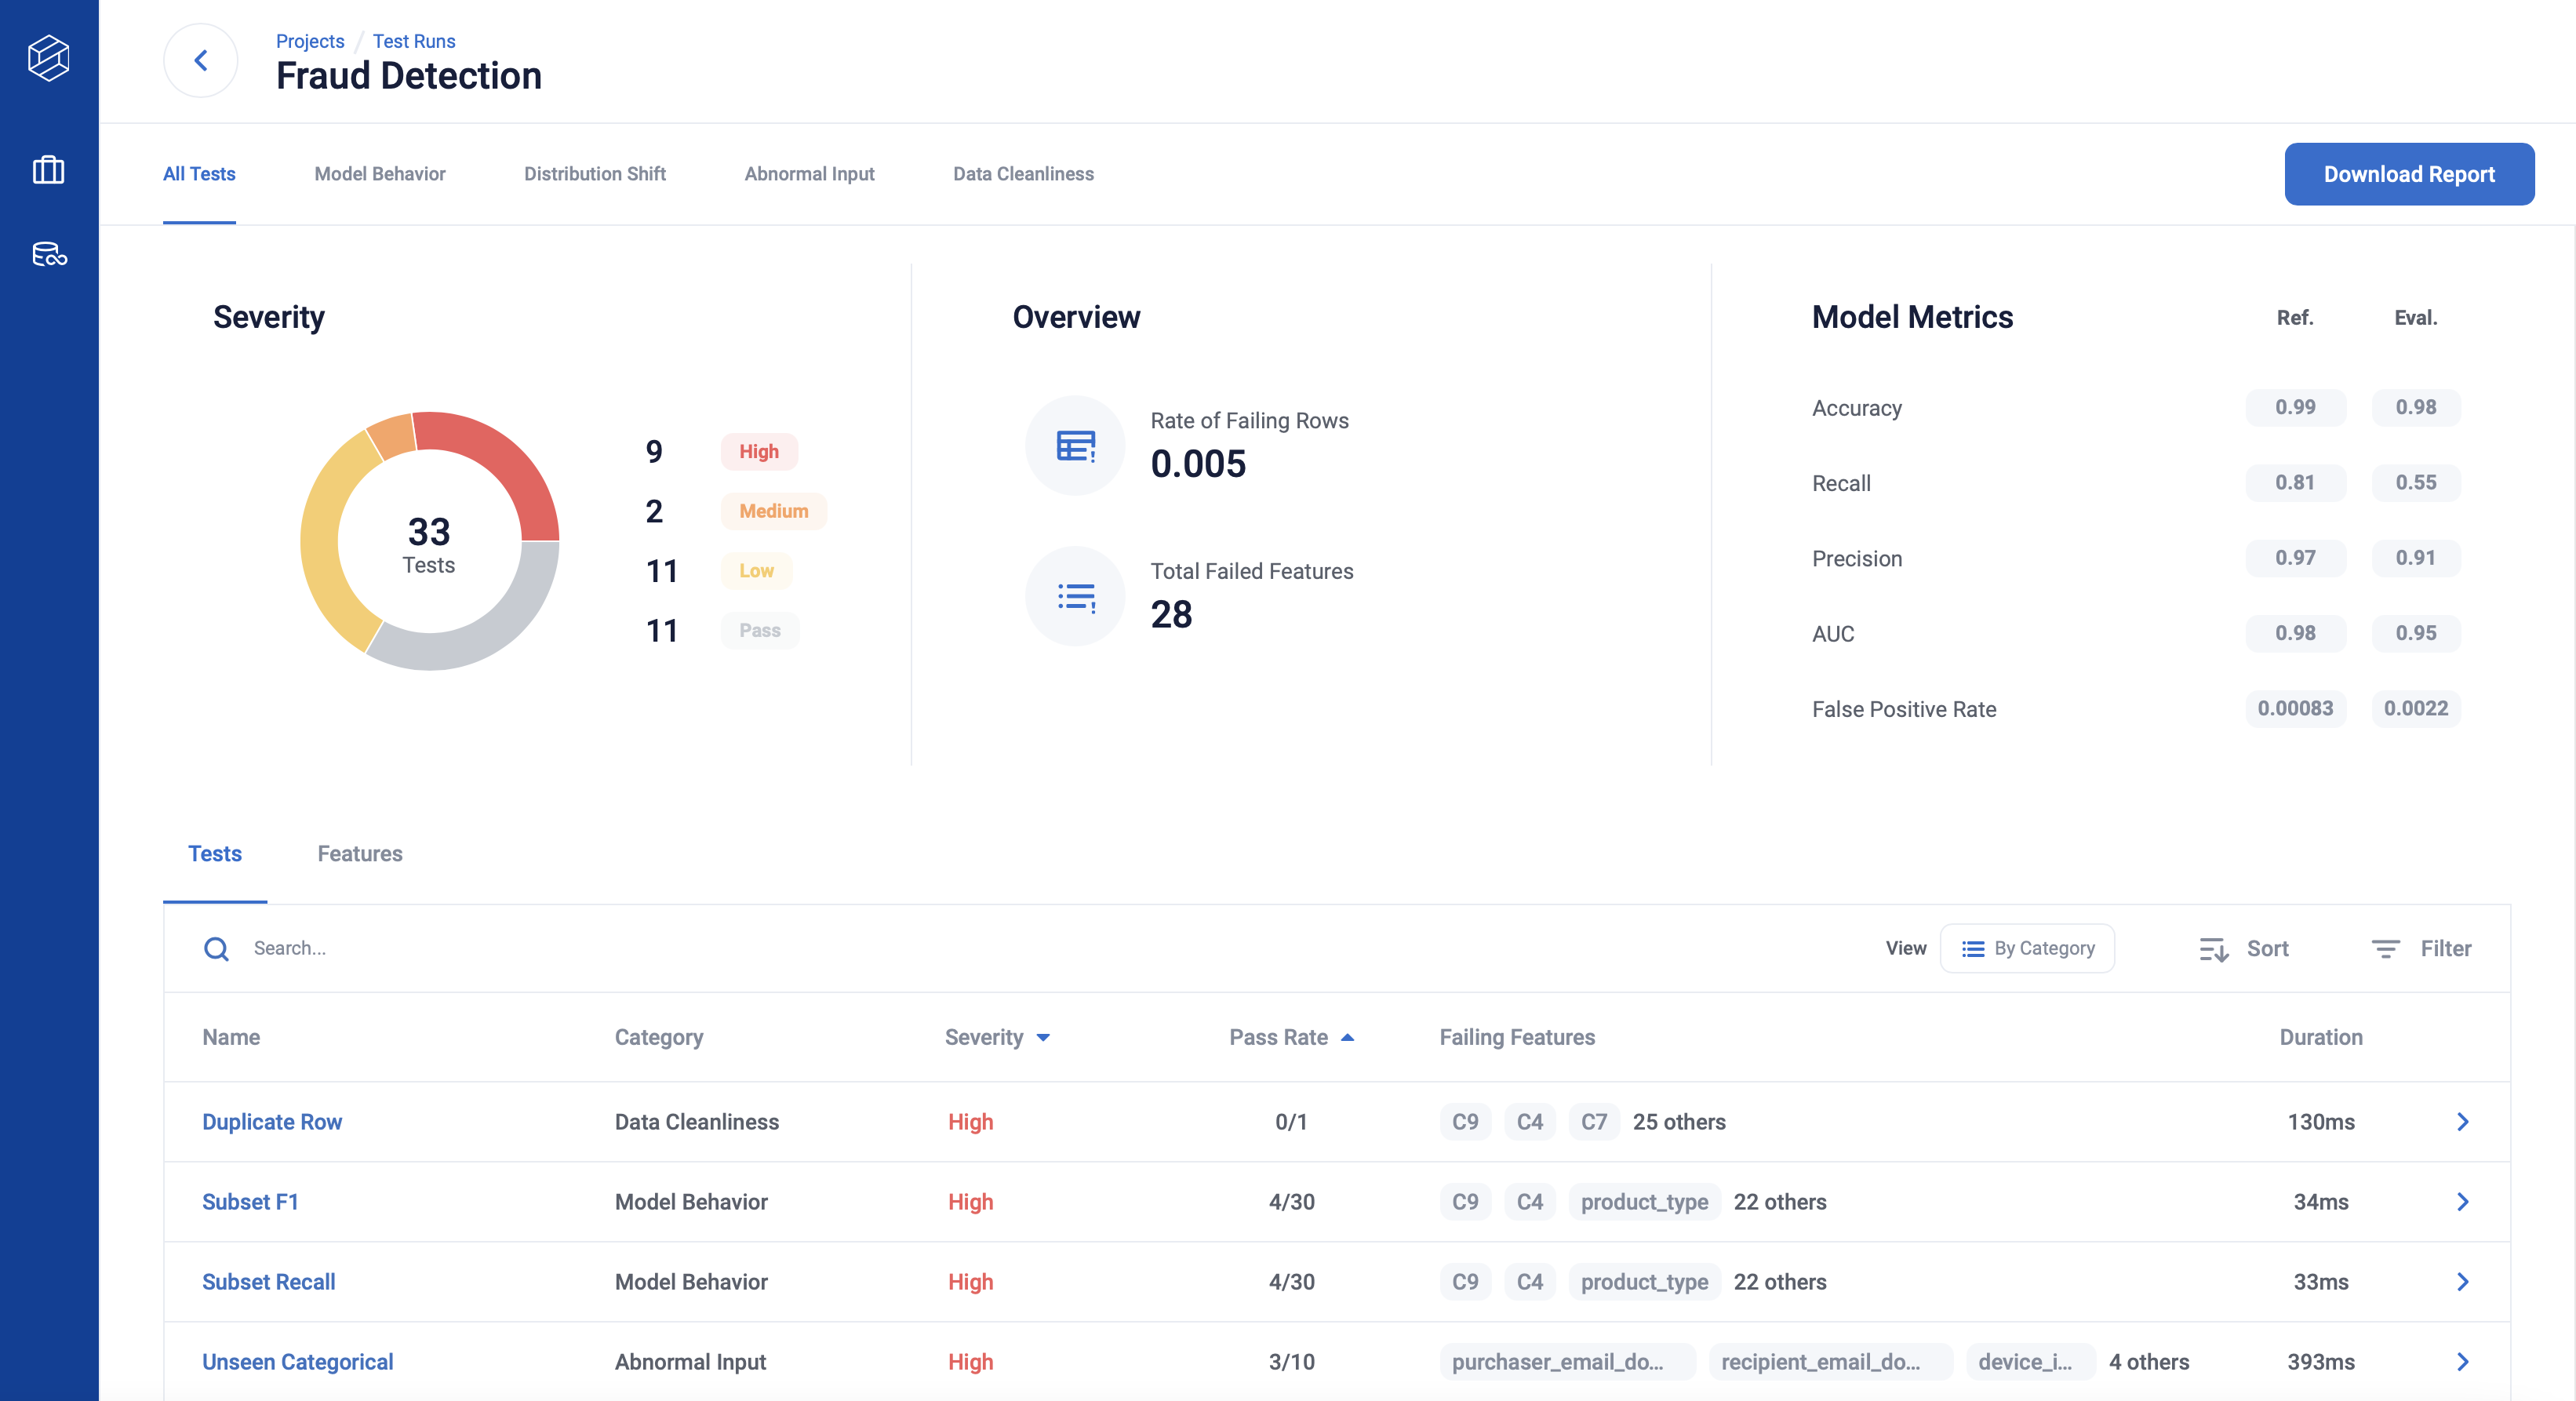 Projects / Test Runs
Fraud Detection
All Tests Model Behavior Distribution Shift Abnormal Input Data Cleanliness Download Report
Severity
33
Tests
9 High
2 Medium
11 Low
11 Pass
Overview
Rate of Failing Rows
0.005
Total Failed Features
28
Model Metrics Ref. Eval.
Accuracy 0.99 0.98
Recall 0.81 0.55
Precision 0.97 0.91
AUC 0.98 0.95
False Positive Rate 0.00083 0.0022
Tests Features
Search... View By Category Sort Filter
Name Category Severity Pass Rate Failing Features Duration
Duplicate Row Data Cleanliness High 0/1 C9 C4 C7 25 others 130ms
Subset F1 Model Behavior High 4/30 C9 C4 product_type 22 others 34ms
Subset Recall Model Behavior High 4/30 C9 C4 product_type 22 others 33ms
Unseen Categorical Abnormal Input High 3/10 purchaser_email_do... recipient_email_do... device_i... 4 others 393ms